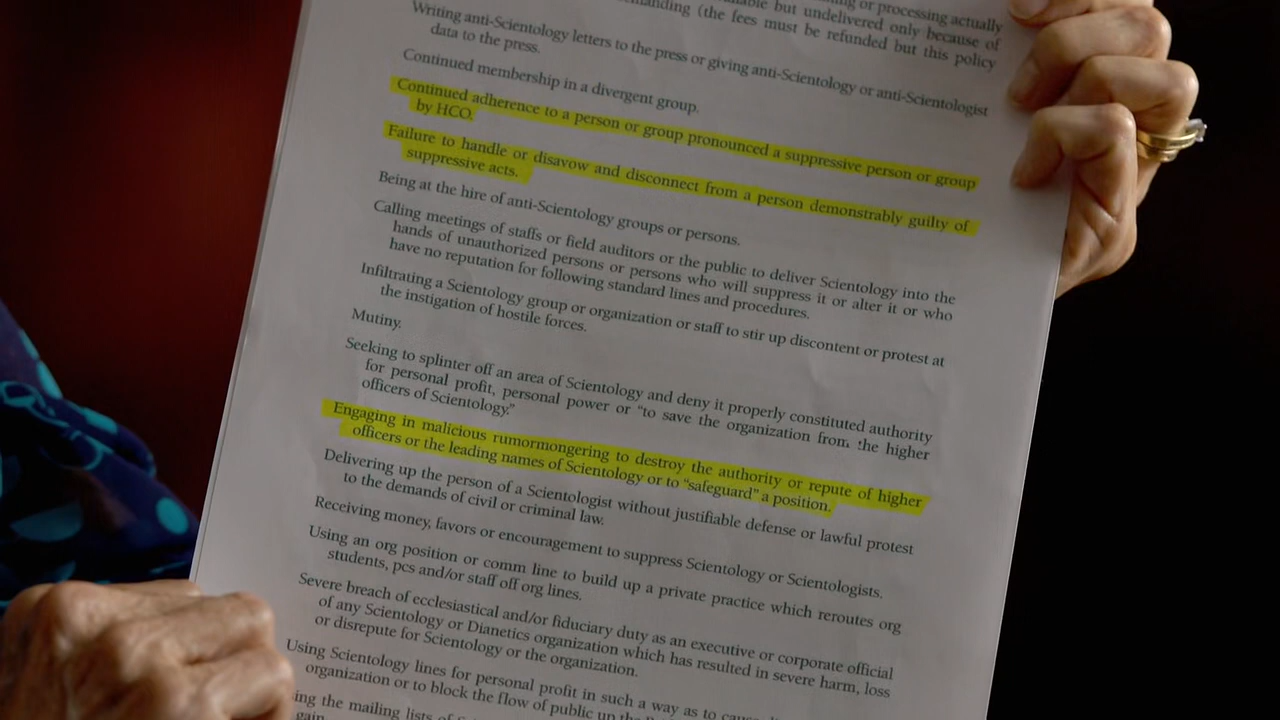 ning or processing actually
able but undelivered only because of
manding (the fees must be refunded but this policy
Writing anti-Scientology letters to the press or giving anti-Scientology or anti-Scientologist
data to the press.
Continued membership in a divergent group.
Continued adherence to a person or group pronounced a suppressive person or group
by HCO.
Failure to handle or disavow and disconnect from a person demonstrably guilty of
suppressive acts.
Being at the hire of anti-Scientology groups or persons.
Calling meetings of staffs or field auditors or the public to deliver Scientology into the
hands of unauthorized persons or persons who will suppress it or alter it or who
have no reputation for following standard lines and procedures.
Infiltrating a Scientology group or organization or staff to stir up discontent or protest at
the instigation of hostile forces.
Mutiny.
Seeking to splinter off an area of Scientology and deny it properly constituted authority
for personal profit, personal power or “to save the organization from the higher
officers of Scientology.”
Engaging in malicious rumormongering to destroy the authority or repute of higher
officers or the leading names of Scientology or to “safeguard” a position.
Delivering up the person of a Scientologist without justifiable defense or lawful protest
to the demands of civil or criminal law.
Receiving money, favors or encouragement to suppress Scientology or Scientologists.
Using an org position or comm line to build up a private practice which reroutes org
students, pcs and/or staff off org lines.
Severe breach of ecclesiastical and/or fiduciary duty as an executive or corporate official
of any Scientology or Dianetics organization which has resulted in severe harm, loss
or disrepute for Scientology or the organization.
Using Scientology lines for personal profit in such a way as to cause
organization or to block the flow of public up the
ing the mailing lists of
gain